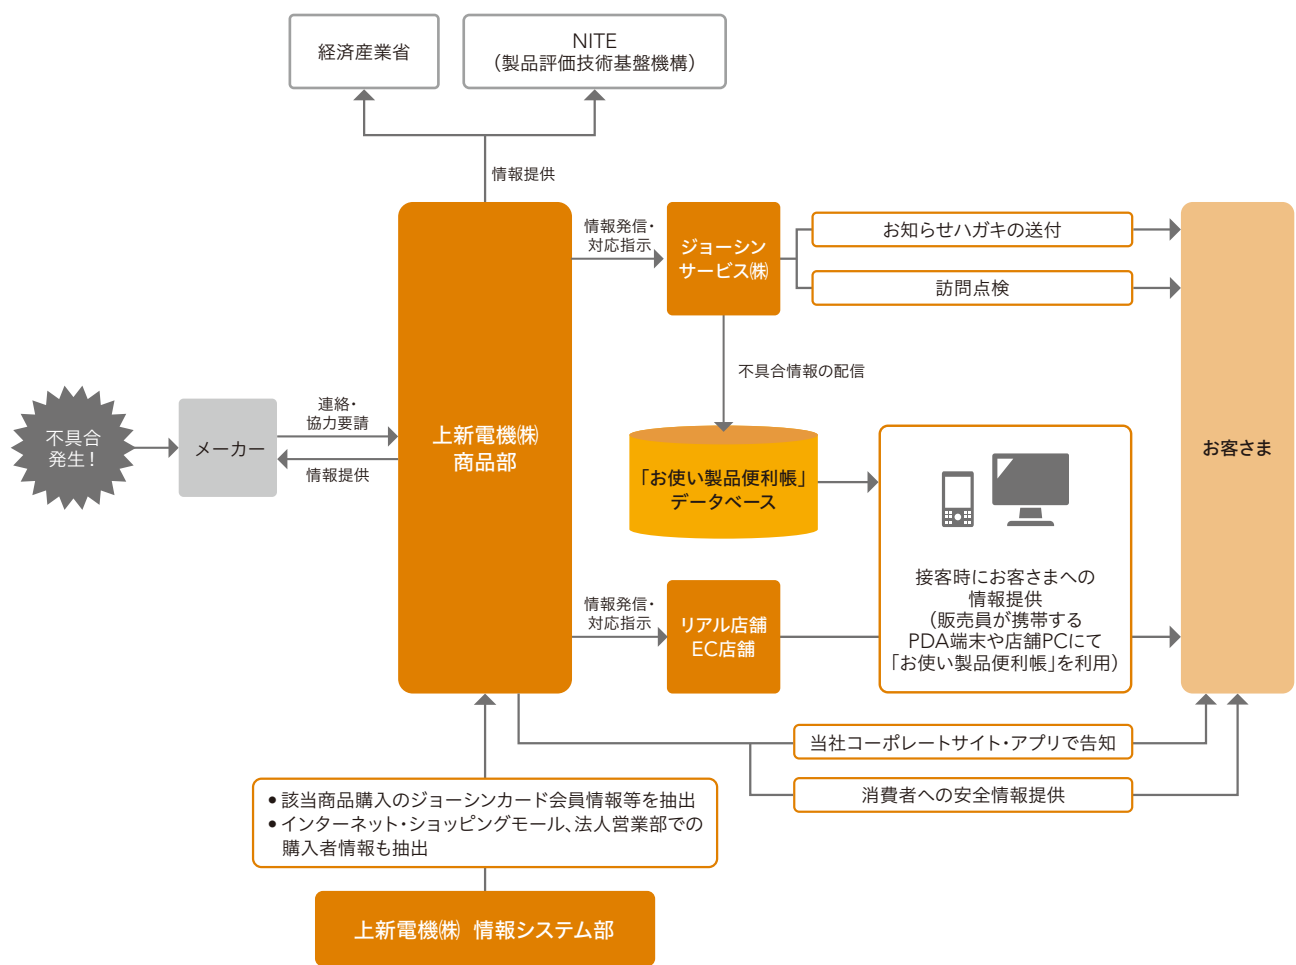 経済産業省
NITE
（製品評価技術基盤機構）
情報提供
情報発信・
対応指示
ジョーシン
サービス㈱
お知らせハガキの送付
訪問点検
不具合情報の配信
不具合
発生！
メーカー
連絡・
協力要請
情報提供
上新電機㈱
商品部
「お使い製品便利帳」
データベース
お客さま
接客時にお客さまへの
情報提供
（販売員が携帯する
PDA端末や店舗PCにて
「お使い製品便利帳」を利用）
情報発信・
対応指示
リアル店舗
EC店舗
当社コーポレートサイト・アプリで告知
消費者への安全情報提供
● 該当商品購入のジョーシンカード会員情報等を抽出
● インターネット・ショッピングモール、法人営業部での
購入者情報も抽出
上新電機㈱ 情報システム部